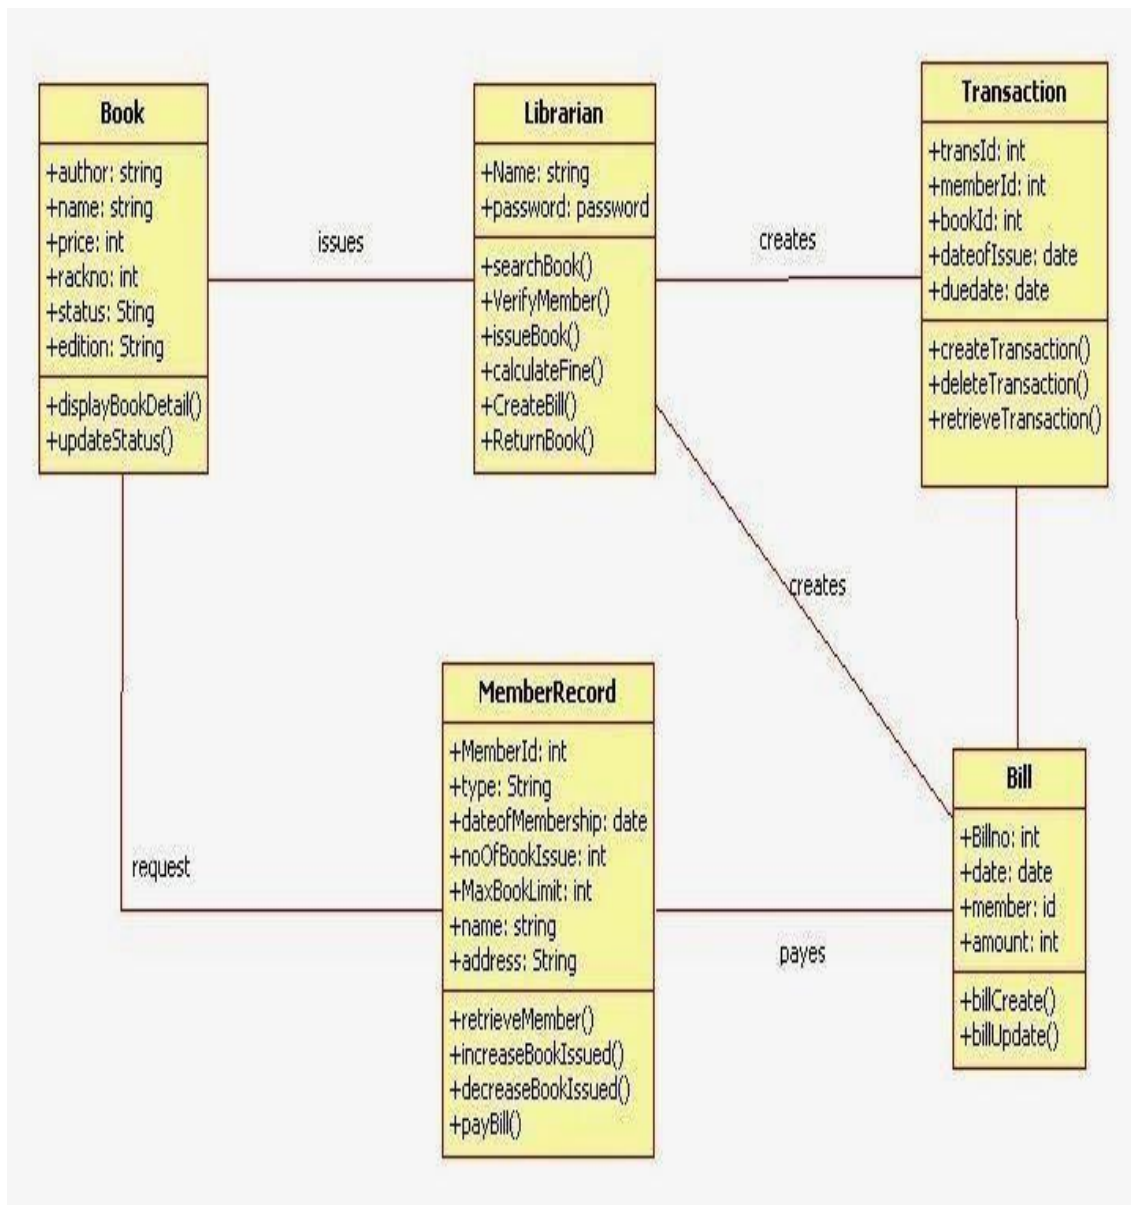 Book
+author: string
+name: string
+price: int
+rackno: int
+status: Sting
+edition: String
+displayBookDetail()
+updateStatus()
issues
Librarian
+Name: string
+password: password
+searchBook()
+VerifyMember()
+issueBook()
+calculateFine()
+CreateBill()
+ReturnBook()
creates
Transaction
+transId: int
+memberId: int
+bookId: int
+dateofIssue: date
+duedate: date
+createTransaction()
+deleteTransaction()
+retrieveTransaction()
creates
request
MemberRecord
+MemberId: int
+type: String
+dateofMembership: date
+noOfBookIssue: int
+MaxBookLimit: int
+name: string
+address: String
+retrieveMember()
+increaseBookIssued()
+decreaseBookIssued()
+payBill()
payes
Bill
+Billno: int
+date: date
+member: id
+amount: int
+billCreate()
+billUpdate()